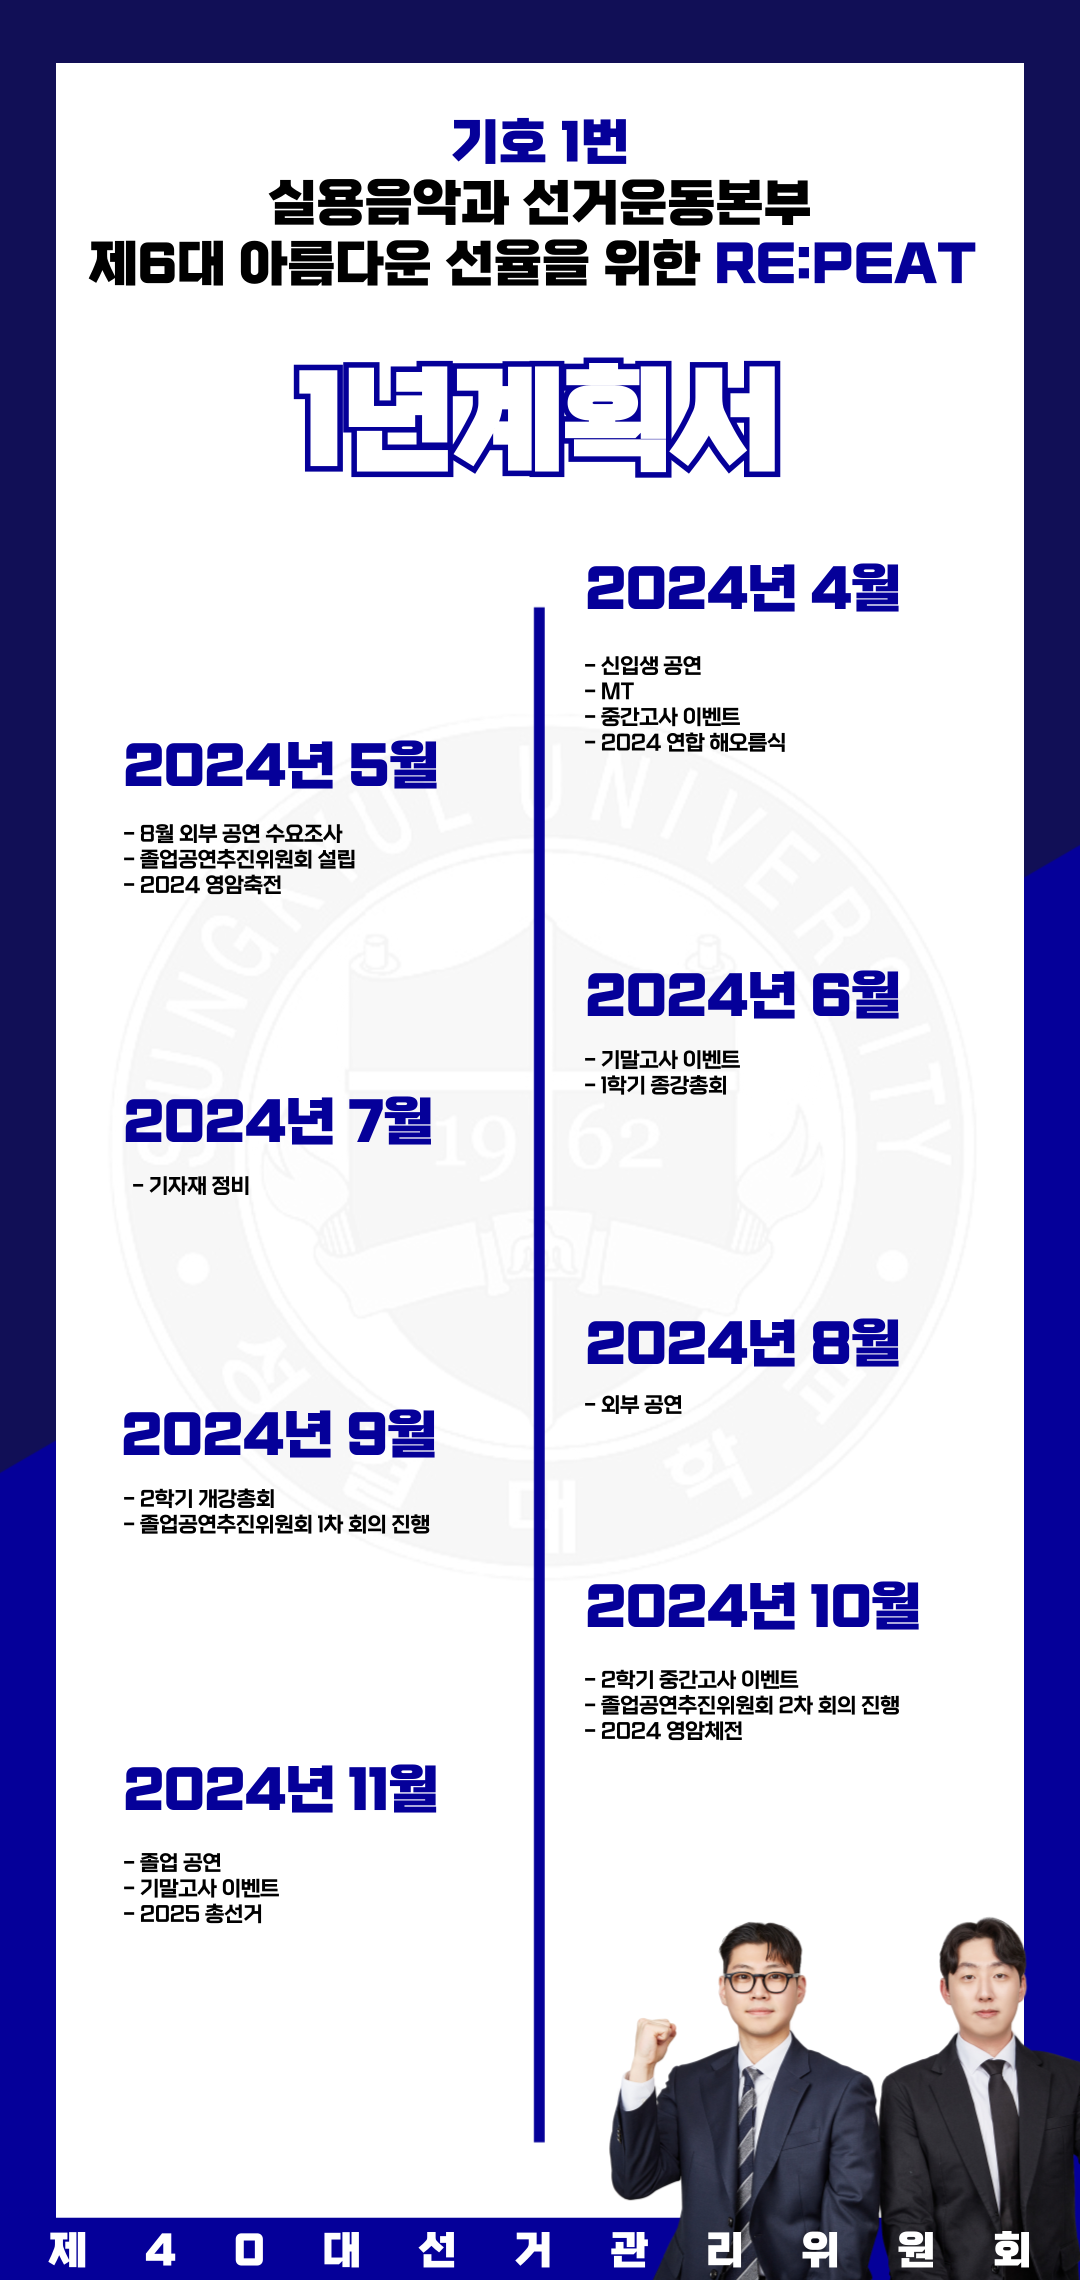 기호 1번
실용음악과 선거운동본부
제6대 아름다운 선율을 위한 RE:PEAT
1년계획서
2024년 4월
- 신입생 공연
- MT
- 중간고사 이벤트
- 2024 연합 해오름식
2024년 5월
- 8월 외부 공연 수요조사
- 졸업공연추진위원회 설립
- 2024 영암축전
2024년 6월
- 기말고사 이벤트
- 1학기 종강총회
2024년 7월
- 기자재 정비
2024년 8월
- 외부 공연
2024년 9월
- 2학기 개강총회
- 졸업공연추진위원회 1차 회의 진행
2024년 10월
- 2학기 중간고사 이벤트
- 졸업공연추진위원회 2차 회의 진행
- 2024 영암체전
2024년 11월
- 졸업 공연
- 기말고사 이벤트
- 2025 총선거
SUNGKYUL UNIVERSITY
1962
성결대학교
제40대선거관리위원회